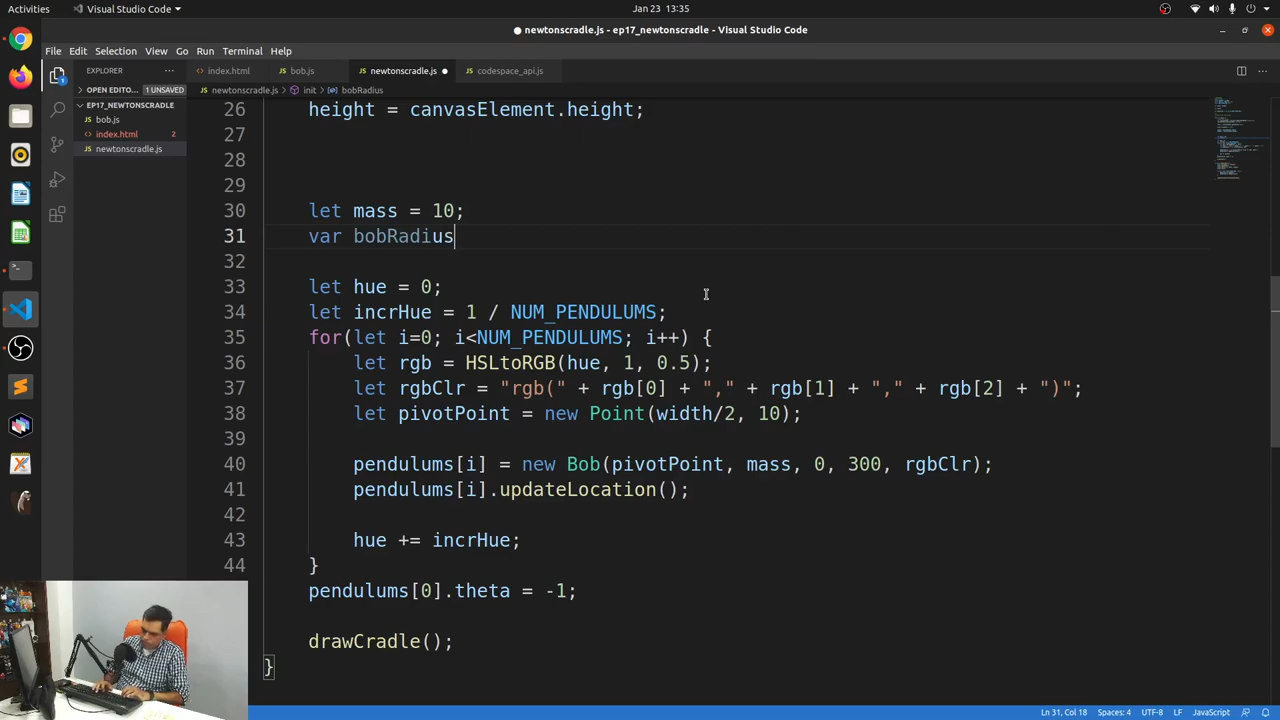 Activities
Visual Studio Code
Jan 23 13:35
newtonscradle.js - ep17_newtonscradle - Visual Studio Code
File Edit Selection View Go Run Terminal Help
EXPLORER
index.html
bob.js
newtonscradle.js
codespace_api.js
OPEN EDITO... 1 UNSAVED
newtonscradle.js > init > bobRadius
EP17_NEWTONSCRADLE
bob.js
index.html 2
newtonscradle.js
26 height = canvasElement.height;
27
28
29
30 let mass = 10;
31 var bobRadius
32
33 let hue = 0;
34 let incrHue = 1 / NUM_PENDULUMS;
35 for(let i=0; i<NUM_PENDULUMS; i++) {
36 let rgb = HSLtoRGB(hue, 1, 0.5);
37 let rgbClr = "rgb(" + rgb[0] + "," + rgb[1] + "," + rgb[2] + ")";
38 let pivotPoint = new Point(width/2, 10);
39
40 pendulums[i] = new Bob(pivotPoint, mass, 0, 300, rgbClr);
41 pendulums[i].updateLocation();
42
43 hue += incrHue;
44 }
pendulums[0].theta = -1;
drawCradle();
}
Ln 31, Col 18 Spaces: 4 UTF-8 LF JavaScript